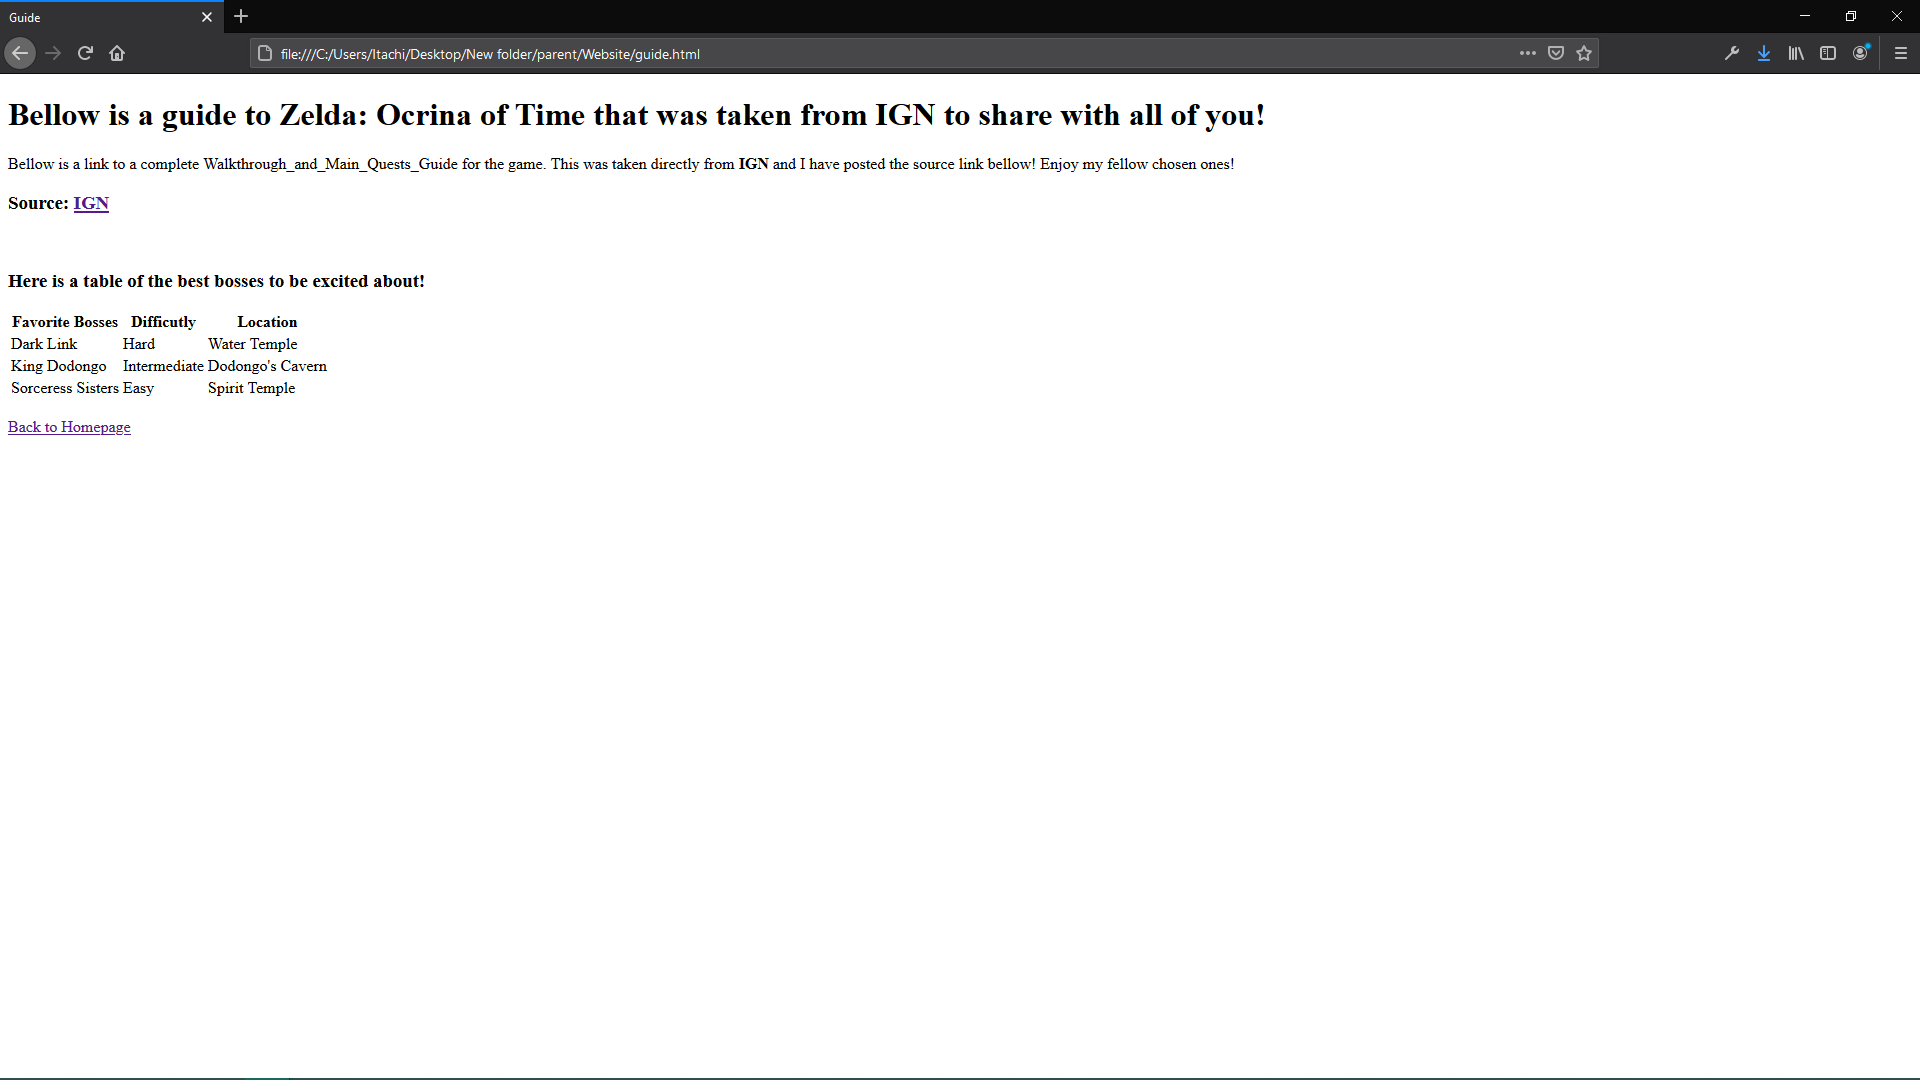 Guide
file:///C:/Users/Itachi/Desktop/New folder/parent/Website/guide.html
Bellow is a guide to Zelda: Ocrina of Time that was taken from IGN to share with all of you!
Bellow is a link to a complete Walkthrough_and_Main_Quests_Guide for the game. This was taken directly from IGN and I have posted the source link bellow! Enjoy my fellow chosen ones!
Source: IGN
Here is a table of the best bosses to be excited about!
Favorite Bosses Difficutly Location
Dark Link Hard Water Temple
King Dodongo Intermediate Dodongo's Cavern
Sorceress Sisters Easy Spirit Temple
Back to Homepage